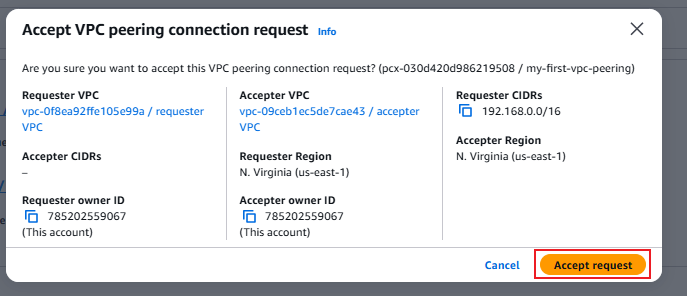 Accept VPC peering connection request Info
Are you sure you want to accept this VPC peering connection request? (pcx-030d420d986219508 / my-first-vpc-peering)
Requester VPC
vpc-0f8ea92ffe105e99a / requester
VPC
Accepter CIDRs
–
Requester owner ID
785202559067
(This account)
Accepter VPC
vpc-09ceb1ec5de7cae43 / accepter
VPC
Requester Region
N. Virginia (us-east-1)
Accepter owner ID
785202559067
(This account)
Requester CIDRs
192.168.0.0/16
Accepter Region
N. Virginia (us-east-1)
Cancel
Accept request